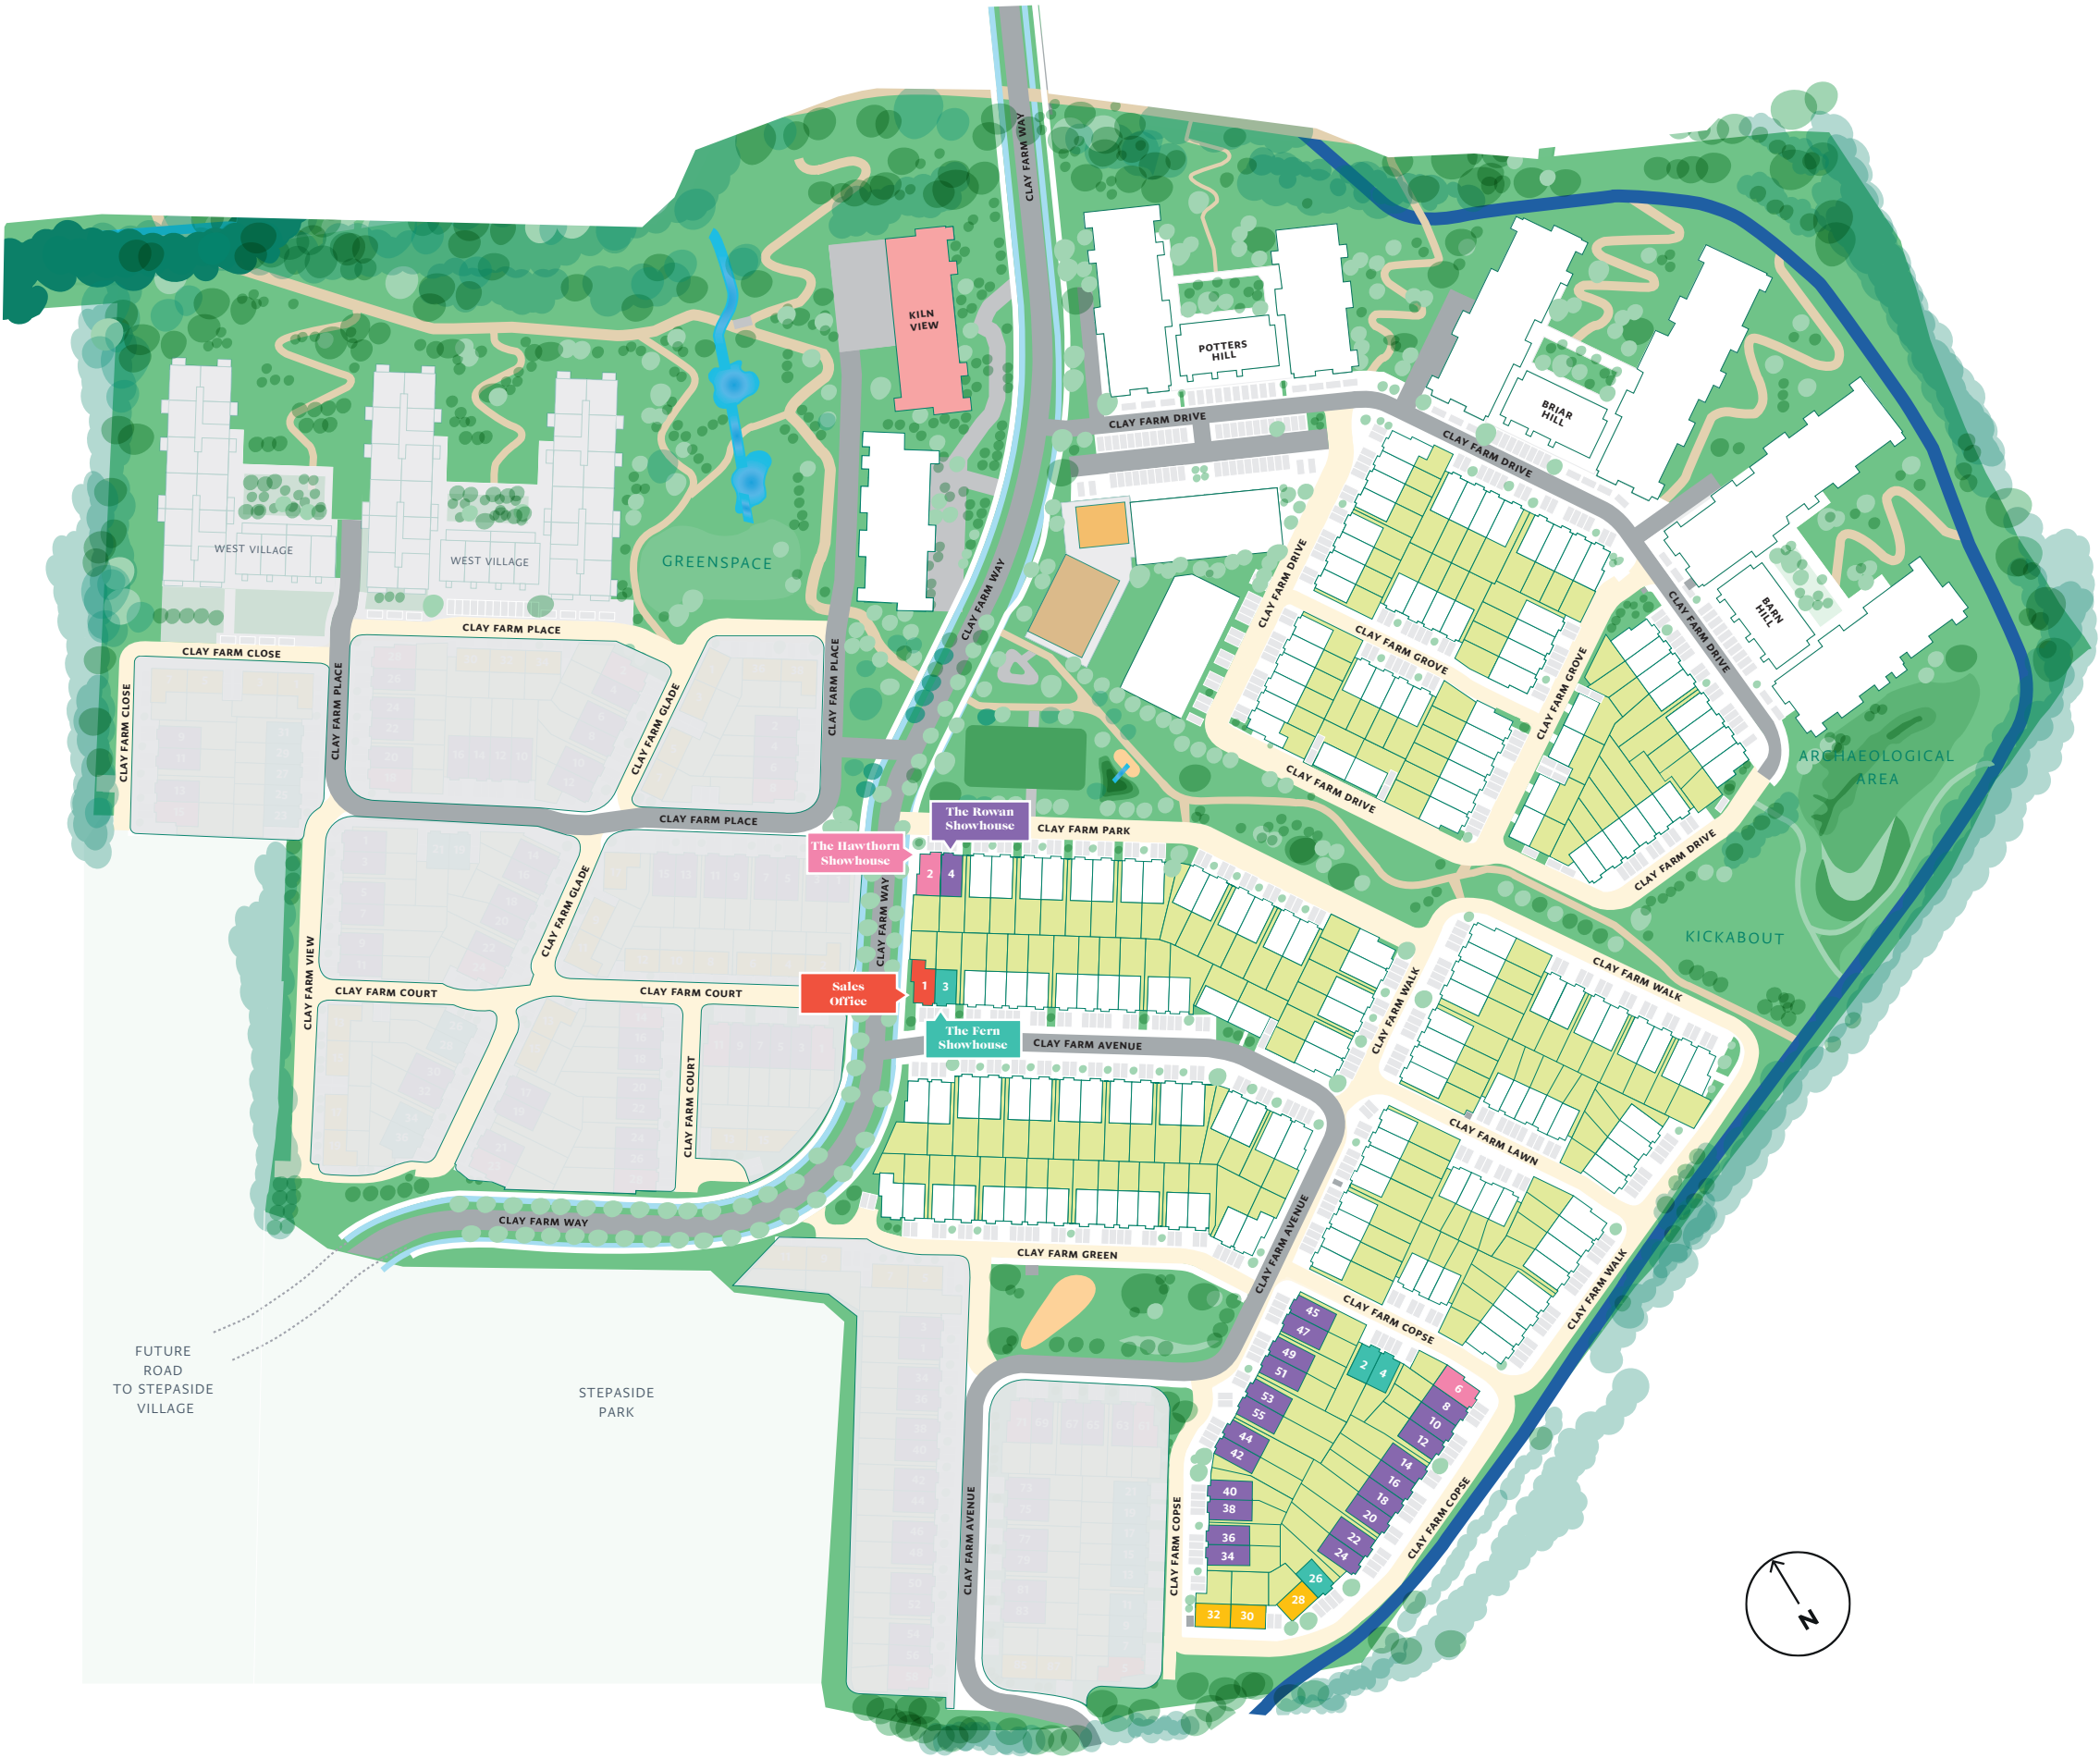 CLAY FARM WAY
KILN
VIEW
POTTERS
HILL
BRIAR
HILL
BARN
HILL
CLAY FARM DRIVE
CLAY FARM DRIVE
CLAY FARM DRIVE
CLAY FARM DRIVE
CLAY FARM DRIVE
CLAY FARM DRIVE
CLAY FARM GROVE
CLAY FARM GROVE
WEST VILLAGE
WEST VILLAGE
GREENSPACE
CLAY FARM WAY
CLAY FARM PLACE
CLAY FARM CLOSE
CLAY FARM CLOSE
CLAY FARM PLACE
CLAY FARM GLADE
CLAY FARM PLACE
CLAY FARM PLACE
ARCHAEOLOGICAL
AREA
KICKABOUT
The Rowan
Showhouse
The Hawthorn
Showhouse
CLAY FARM PARK
2
4
CLAY FARM WAY
CLAY FARM GLADE
CLAY FARM VIEW
CLAY FARM COURT
CLAY FARM COURT
CLAY FARM COURT
Sales
Office
1
3
The Fern
Showhouse
CLAY FARM AVENUE
CLAY FARM WALK
CLAY FARM WALK
CLAY FARM LAWN
CLAY FARM WALK
CLAY FARM WAY
CLAY FARM GREEN
CLAY FARM AVENUE
CLAY FARM COPSE
FUTURE
ROAD
TO STEPASIDE
VILLAGE
STEPASIDE
PARK
45
47
49
51
53
55
44
42
40
38
36
34
32
30
28
26
2
4
6
8
10
12
14
16
18
20
22
24
CLAY FARM AVENUE
CLAY FARM COPSE
CLAY FARM COPSE
N